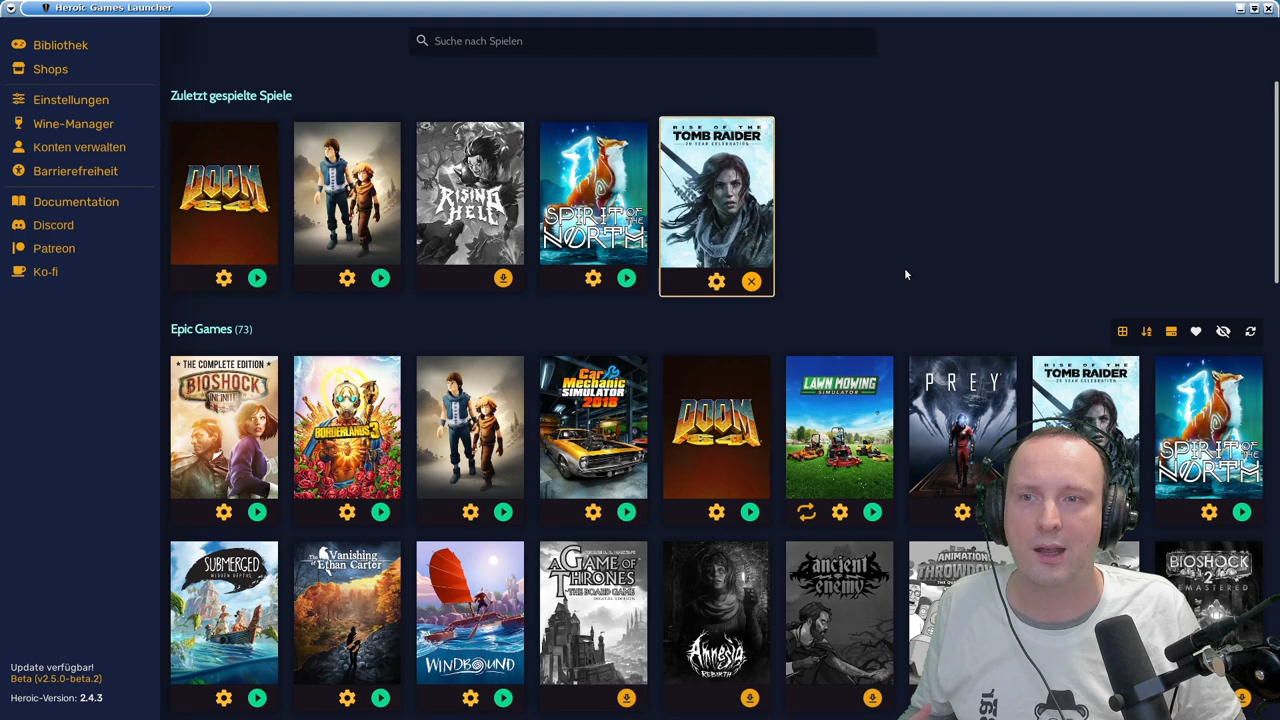 Heroic Games Launcher
Bibliothek
Shops
Einstellungen
Wine-Manager
Konten verwalten
Barrierefreiheit
Documentation
Discord
Patreon
Ko-fi
Update verfügbar!
Beta (v2.5.0-beta.2)
Heroic-Version: 2.4.3
Suche nach Spielen
Zuletzt gespielte Spiele
DOOM
64
RISING
HELL
SPIRIT OF
THE
NORTH
RISE OF THE
TOMB RAIDER
20 YEAR CELEBRATION
Epic Games (73)
THE COMPLETE EDITION
BIOSHOCK
INFINITE
BORDERLANDS 3
Car
Mechanic
SIMULATOR
2018
DOOM
64
LAWN MOWING
SIMULATOR
PREY
RISE OF THE
TOMB RAIDER
20 YEAR CELEBRATION
SPIRIT OF
THE
NORTH
SUBMERGED
HIDDEN DEPTHS
The Vanishing
of Ethan Carter
WINDBOUND
A GAME OF
THRONES
THE BOARD GAME
DIGITAL EDITION
Amnesia
REBIRTH
ancient
enemy
ANIMATION
THROWDOWN
BIOSHOCK
2
REMASTERED